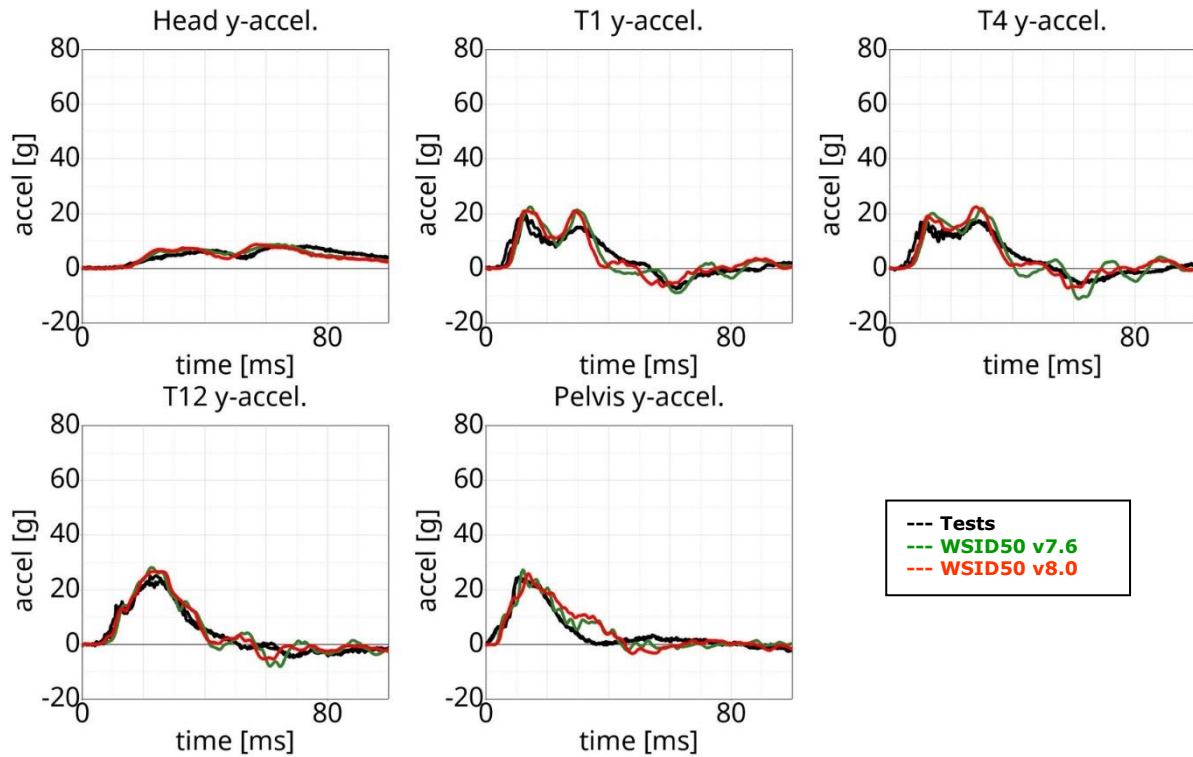 Head y-accel.
80
60
40
20
0
-20
accel [g]
0
80
time [ms]
T1 y-accel.
80
60
40
20
0
-20
accel [g]
0
80
time [ms]
T4 y-accel.
80
60
40
20
0
-20
accel [g]
0
80
time [ms]
T12 y-accel.
80
60
40
20
0
-20
accel [g]
0
80
time [ms]
Pelvis y-accel.
80
60
40
20
0
-20
accel [g]
0
80
time [ms]
--- Tests
--- WSID50 v7.6
--- WSID50 v8.0